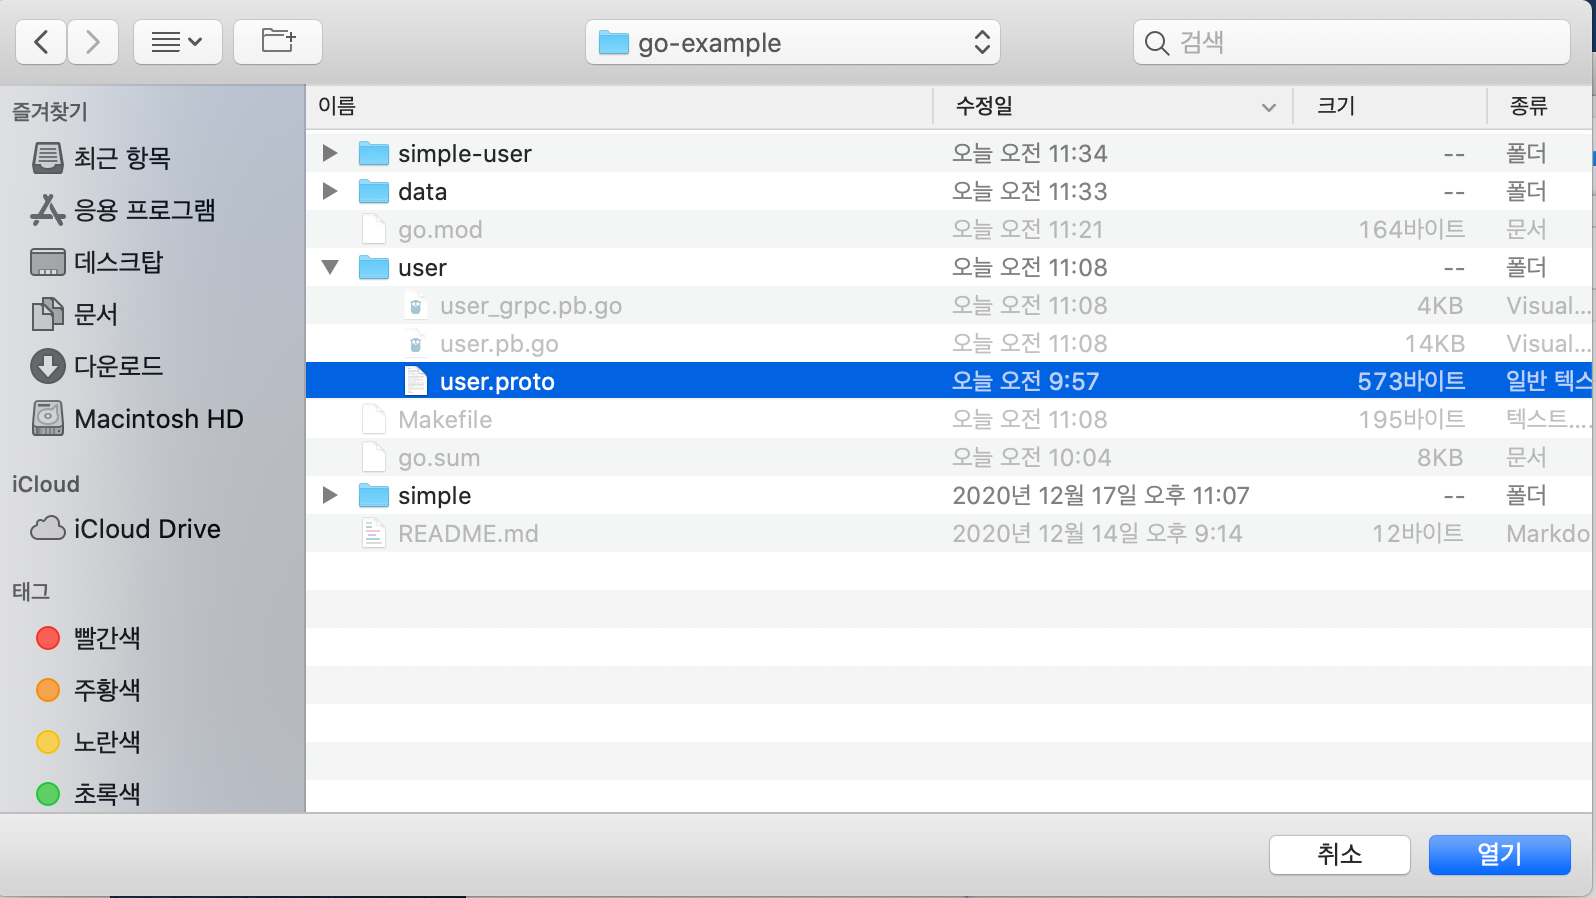 go-example
검색
즐겨찾기
최근 항목
응용 프로그램
데스크탑
문서
다운로드
Macintosh HD
iCloud
iCloud Drive
태그
빨간색
주황색
노란색
초록색
이름 수정일 크기 종류
simple-user 오늘 오전 11:34 -- 폴더
data 오늘 오전 11:33 -- 폴더
go.mod 오늘 오전 11:21 164바이트 문서
user 오늘 오전 11:08 -- 폴더
user_grpc.pb.go 오늘 오전 11:08 4KB Visual...
user.pb.go 오늘 오전 11:08 14KB Visual...
user.proto 오늘 오전 9:57 573바이트 일반 텍스
Makefile 오늘 오전 11:08 195바이트 텍스트...
go.sum 오늘 오전 10:04 8KB 문서
simple 2020년 12월 17일 오후 11:07 -- 폴더
README.md 2020년 12월 14일 오후 9:14 12바이트 Markdo
취소 열기